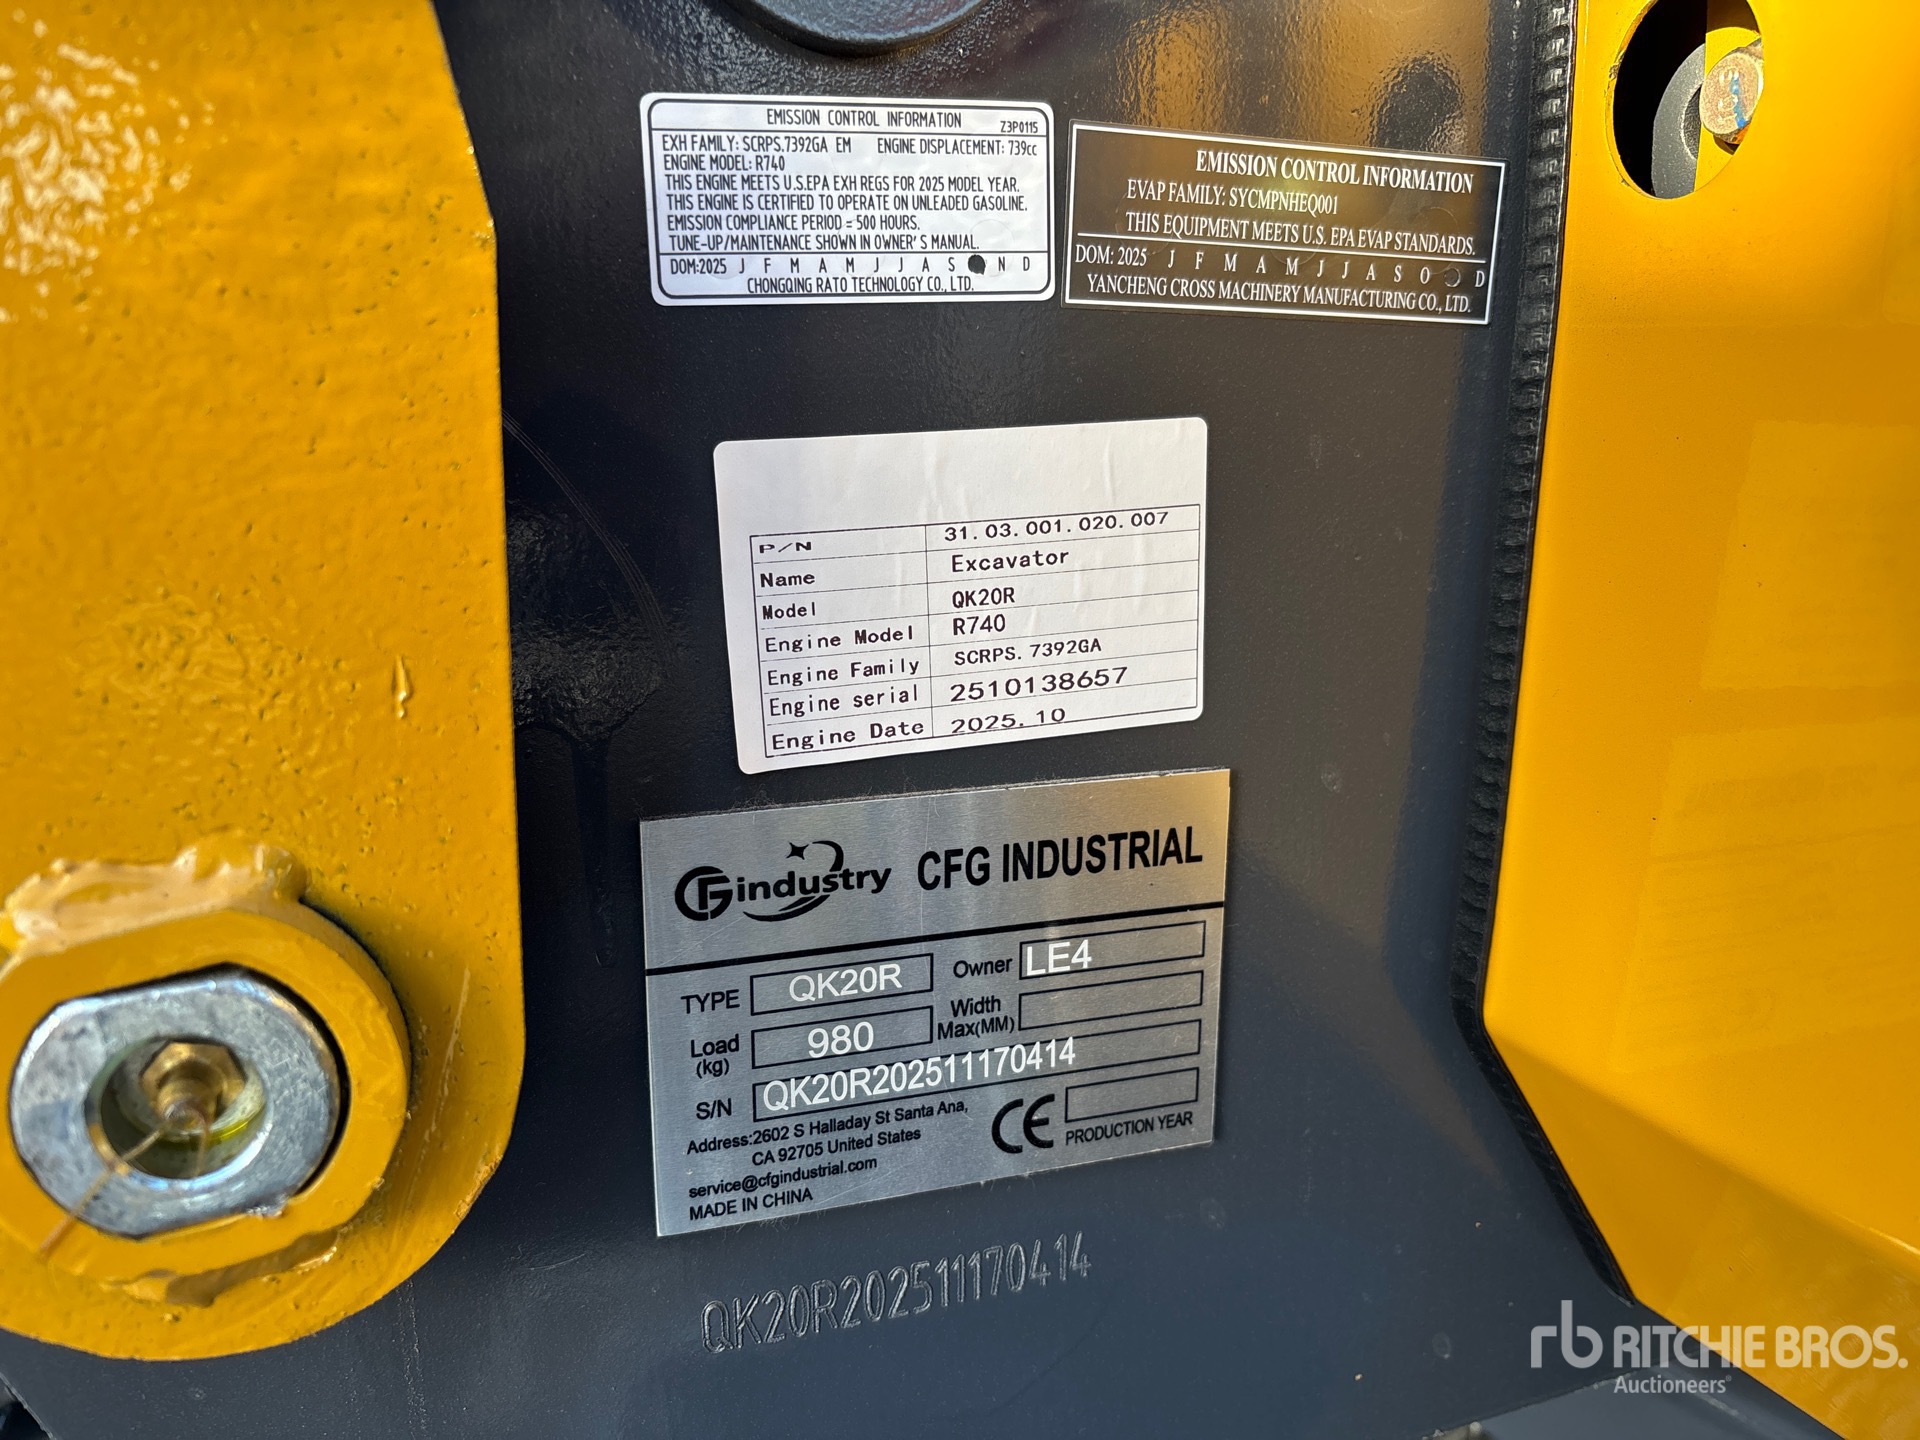 EMISSION CONTROL INFORMATION
Z3P0115
EXH FAMILY: SCRPS.7392GA EM ENGINE DISPLACEMENT: 739cc
ENGINE MODEL: R740
THIS ENGINE MEETS U.S.EPA EXH REGS FOR 2025 MODEL YEAR.
THIS ENGINE IS CERTIFIED TO OPERATE ON UNLEADED GASOLINE.
EMISSION COMPLIANCE PERIOD = 500 HOURS.
TUNE-UP/MAINTENANCE SHOWN IN OWNER'S MANUAL.
DOM:2025 J F M A M J J A S N D
CHONGQING RATO TECHNOLOGY CO., LTD.
EMISSION CONTROL INFORMATION
EVAP FAMILY: SYCMPNHEQ001
THIS EQUIPMENT MEETS U.S. EPA EVAP STANDARDS.
DOM: 2025 J F M A M J J A S O D
YANCHENG CROSS MACHINERY MANUFACTURING CO., LTD.
P/N 31.03.001.020.007
Name Excavator
Model QK20R
Engine Model R740
Engine Family SCRPS.7392GA
Engine serial 2510138657
Engine Date 2025.10
GFindustry CFG INDUSTRIAL
TYPE QK20R Owner LE4
Load (kg) 980 Width Max(MM)
S/N QK20R202511170414
Address:2602 S Halladay St Santa Ana,
CA 92705 United States
service@cfgindustrial.com
MADE IN CHINA
CE PRODUCTION YEAR
QK20R202511170414
rb RITCHIE BROS.
Auctioneers